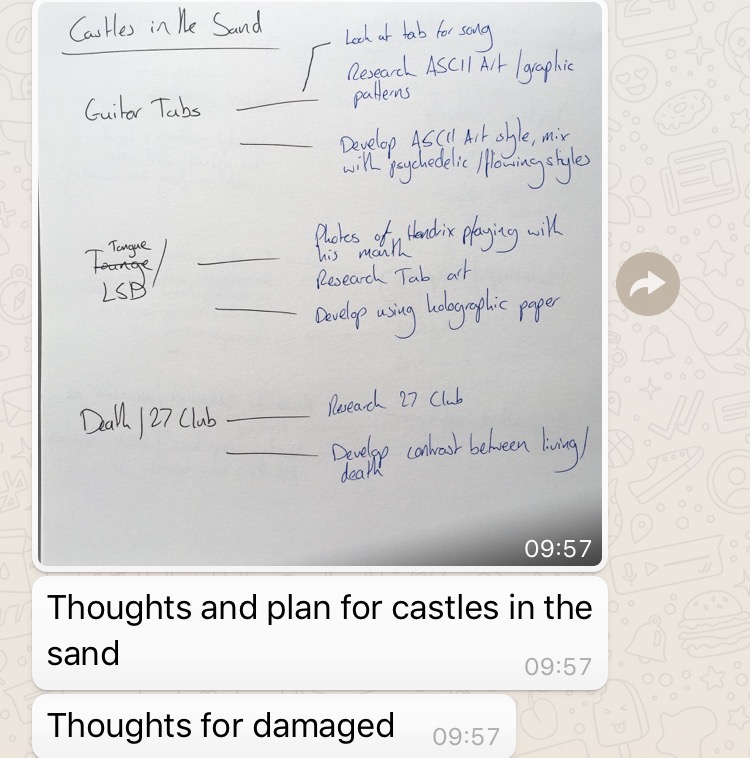 Castles in the Sand
Look at tab for song
Research ASCII Art / graphic
patterns
Guitar Tabs
Develop ASCII Art style, mix
with psychedelic / flowing styles
Photes of Hendrix playing with
his mouth
Tongue
Tounge /
LSD
Research Tab art
Develop using holographic paper
Death | 27 Club
Research 27 Club
Develop contrast between living /
death
09:57
Thoughts and plan for castles in the
sand
09:57
Thoughts for damaged 09:57